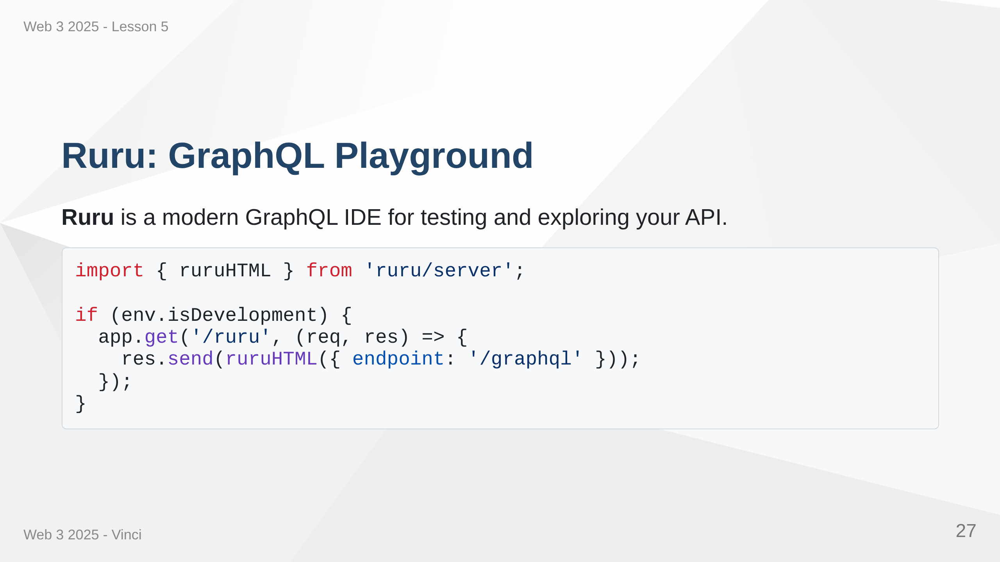 Web 3 2025 - Lesson 5
Ruru: GraphQL Playground
Ruru is a modern GraphQL IDE for testing and exploring your API.
import { ruruHTML } from 'ruru/server';
if (env.isDevelopment) {
  app.get('/ruru', (req, res) => {
    res.send(ruruHTML({ endpoint: '/graphql' }));
  });
}
Web 3 2025 - Vinci
27